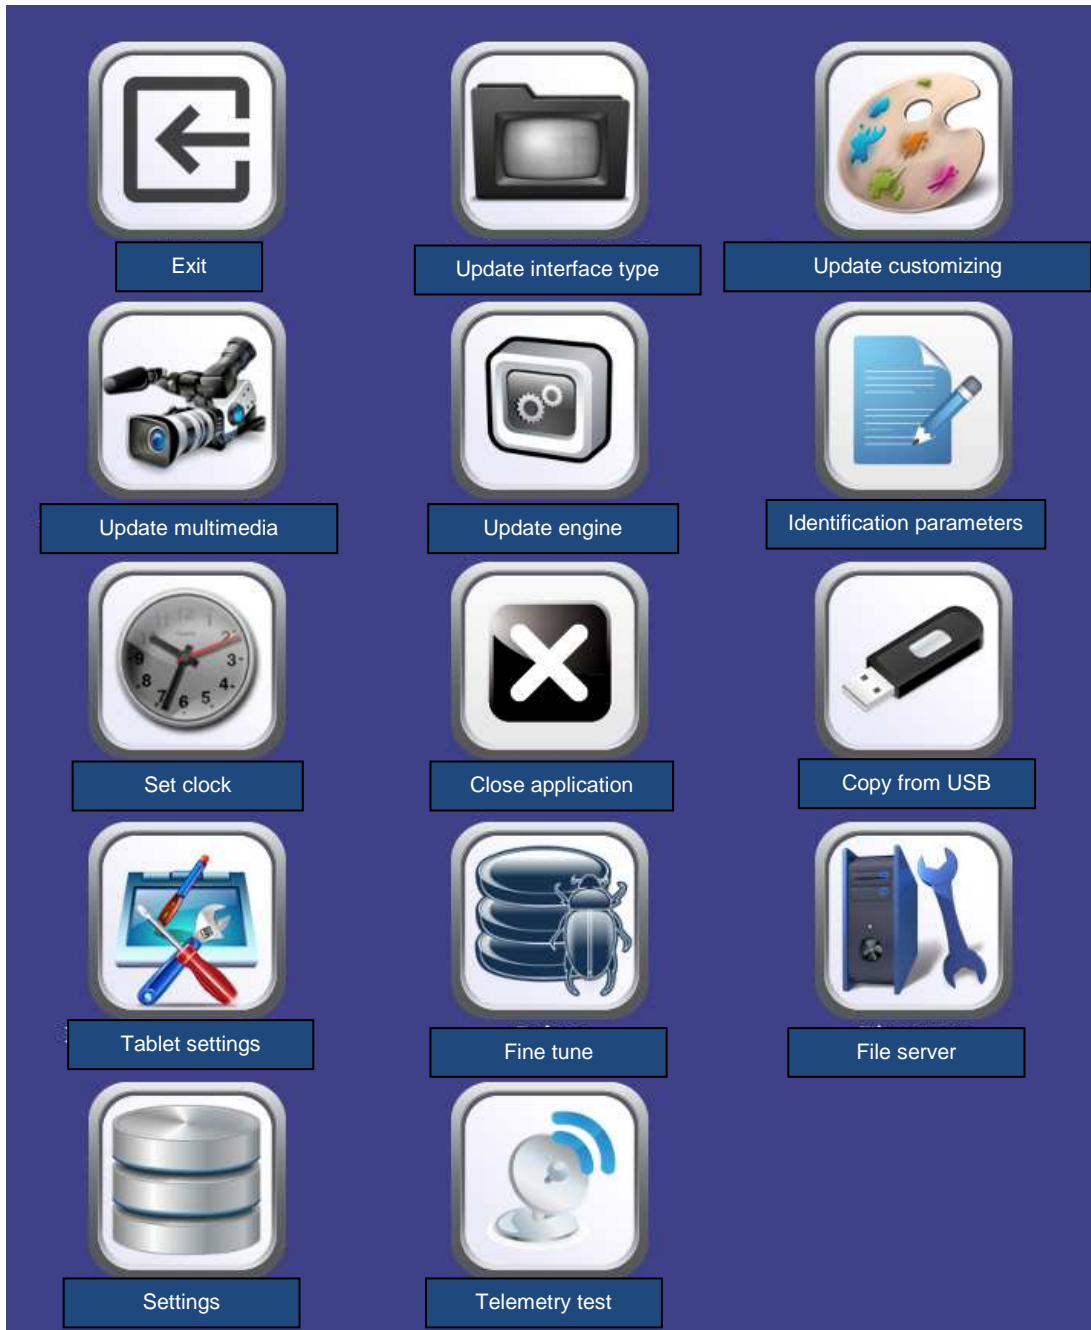 Exit
Update interface type
Update customizing
Update multimedia
Update engine
Identification parameters
Set clock
Close application
Copy from USB
Tablet settings
Fine tune
File server
Settings
Telemetry test